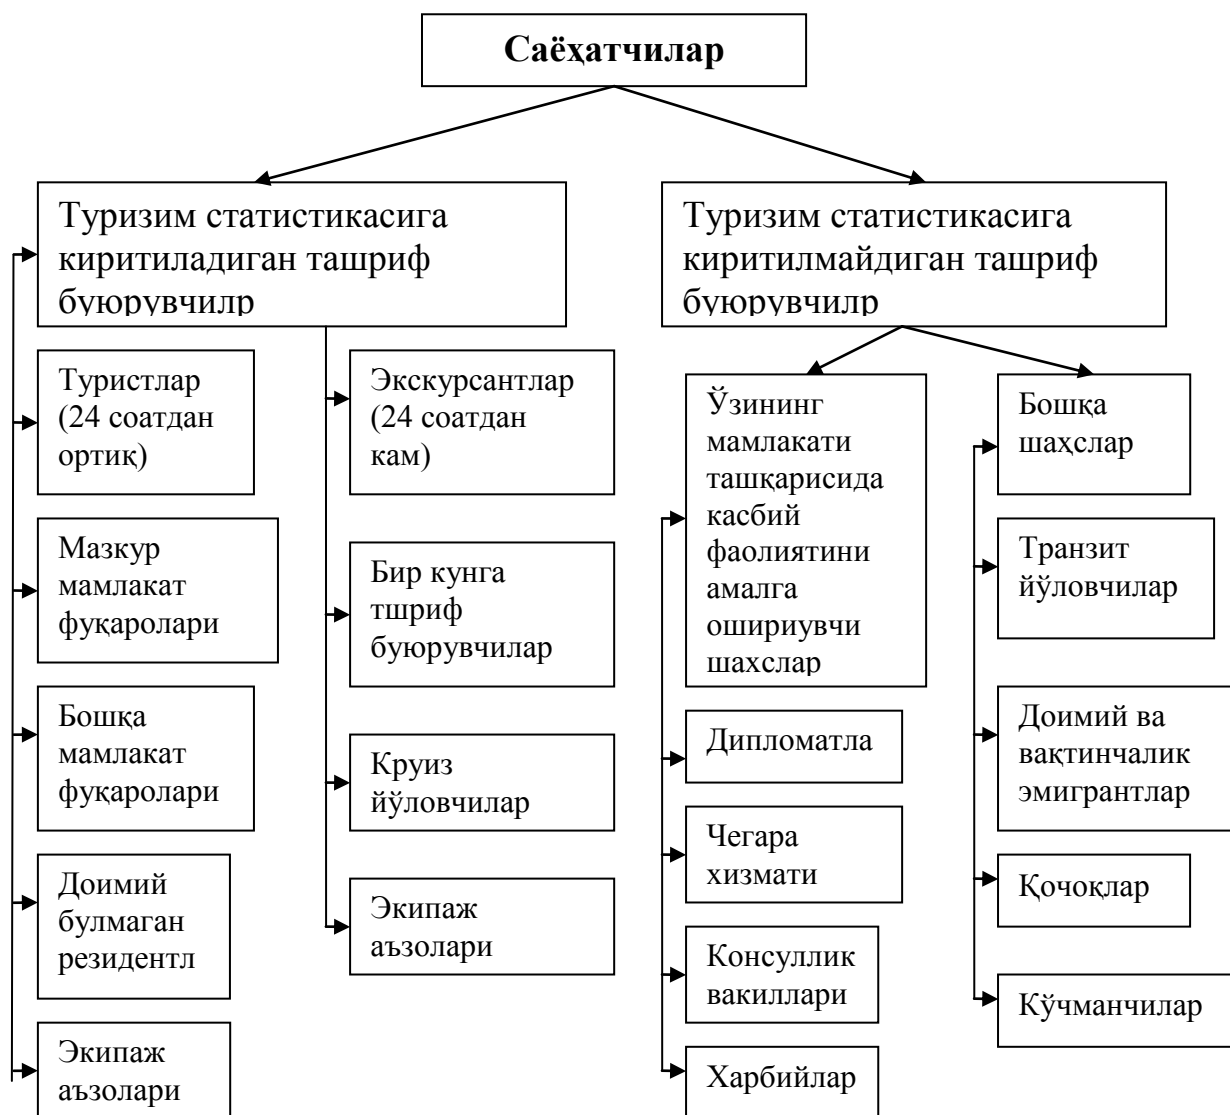 Саёҳатчилар
Туризим статистикасига
киритиладиган ташриф
буюрувчилр
Туризим статистикасига
киритилмайдиган ташриф
буюрувчилр
Туристлар
(24 соатдан
ортиқ)
Мазкур
мамлакат
фуқаролари
Бошқа
мамлакат
фуқаролари
Доимий
булмаган
резидентл
Экипаж
аъзолари
Экскурсантлар
(24 соатдан
кам)
Бир кунга
тшриф
буюрувчилар
Круиз
йўловчилар
Экипаж
аъзолари
Ўзининг
мамлакати
ташқарисида
касбий
фаолиятини
амалга
ошириувчи
шахслар
Дипломатла
Чегара
хизмати
Консуллик
вакиллари
Харбийлар
Бошқа
шаҳслар
Транзит
йўловчилар
Доимий ва
вақтинчалик
эмигрантлар
Қочоқлар
Кўчманчилар